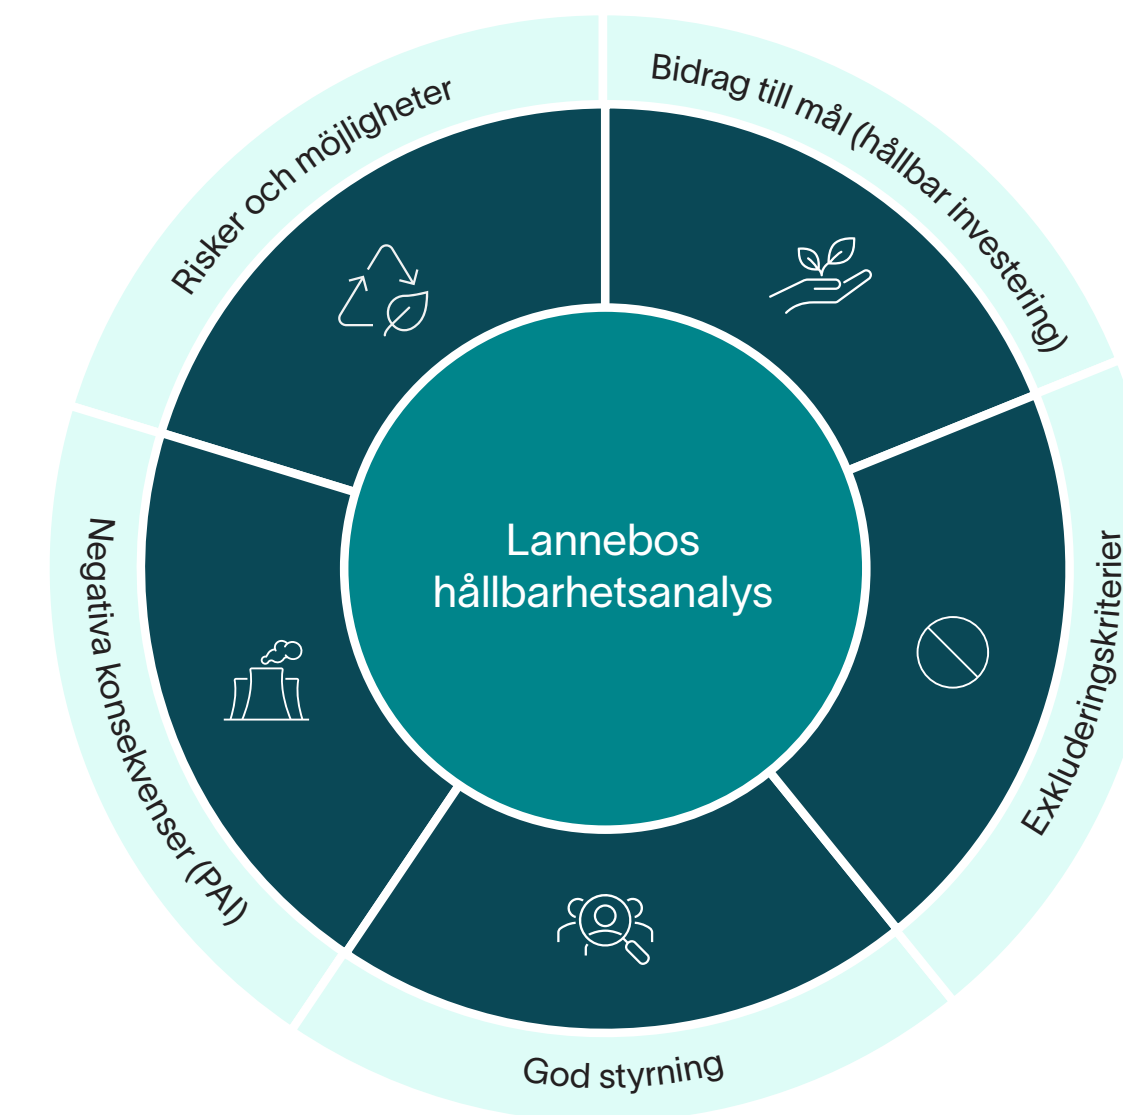 Risker och möjligheter
Bidrag till mål (hållbar investering)
Lannebos
hållbarhetsanalys
Exkluderingskriterier
Negativa konsekvenser (PAI)
God styrning